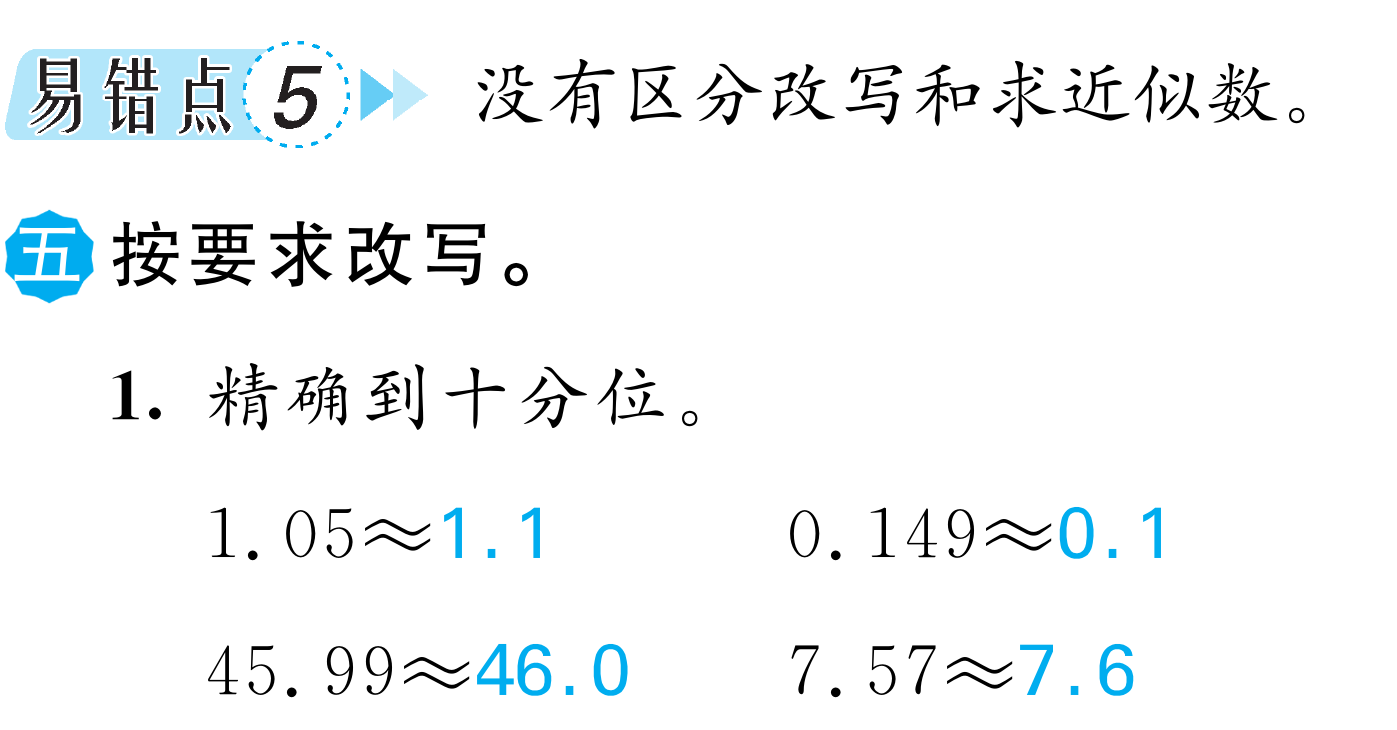 易错点5 没有区分改写和求近似数。
五 按要求改写。
1. 精确到十分位。
1.05≈1.1 0.149≈0.1
45.99≈46.0 7.57≈7.6